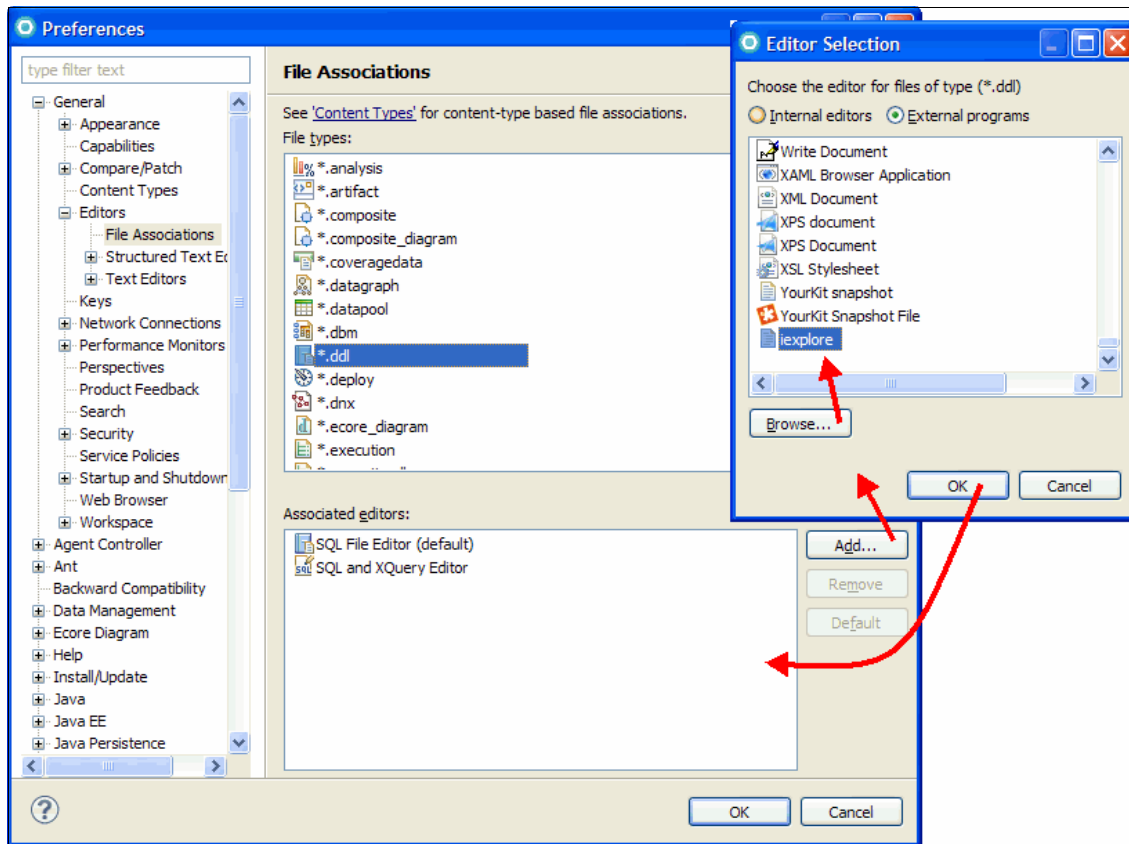 Preferences
type filter text
General
Appearance
Capabilities
Compare/Patch
Content Types
Editors
File Associations
Structured Text Ed
Text Editors
Keys
Network Connections
Performance Monitors
Perspectives
Product Feedback
Search
Security
Service Policies
Startup and Shutdown
Web Browser
Workspace
Agent Controller
Ant
Backward Compatibility
Data Management
Ecore Diagram
Help
Install/Update
Java
Java EE
Java Persistence
File Associations
See 'Content Types' for content-type based file associations.
File types:
*.analysis
*.artifact
*.composite
*.composite_diagram
*.coveragedata
*.datagraph
*.datapool
*.dbm
*.ddl
*.deploy
*.dnx
*.ecore_diagram
*.execution
Associated editors:
SQL File Editor (default)
SQL and XQuery Editor
Add...
Remove
Default
OK
Cancel
Editor Selection
Choose the editor for files of type (*.ddl)
Internal editors External programs
Write Document
XAML Browser Application
XML Document
XPS document
XPS Document
XSL Stylesheet
YourKit snapshot
YourKit Snapshot File
iexplore
Browse...
OK
Cancel